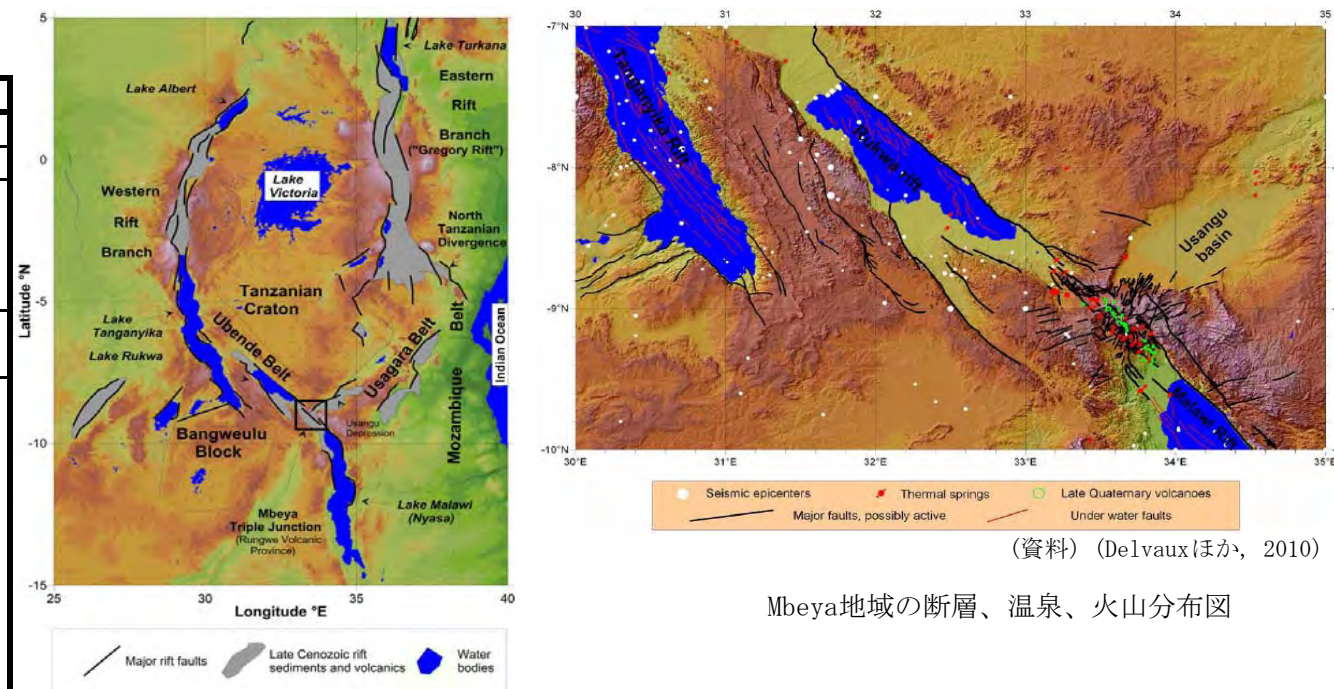 5
0
-5
-10
-15
Latitude °N
25
30
35
40
Longitude °E
Lake Turkana
Eastern
Rift
Branch
("Gregory Rift")
Lake Albert
Lake
Victoria
Western
Rift
Branch
North
Tanzanian
Divergence
Tanzanian
Craton
Lake
Tanganyika
Lake Rukwa
Ubende Belt
Usagara Belt
Mozambique
Belt
Indian Ocean
Usangu
Depression
Bangweulu
Block
Mbeya
Triple Junction
(Rungwe Volcanic
Province)
Lake Malawi
(Nyasa)
Major rift faults
Late Cenozoic rift
sediments and volcanics
Water
bodies
30
31
32
33
34
35
-7°N
-8°N
-9°N
-10°N
30°E
31°E
32°E
33°E
34°E
35°E
Tanganyika Rift
Rukwa rift
Usangu
basin
Malawi Rift
Seismic epicenters
Thermal springs
Late Quaternary volcanoes
Major faults, possibly active
Under water faults
(資料) (Delvauxほか, 2010)
Mbeya地域の断層、温泉、火山分布図